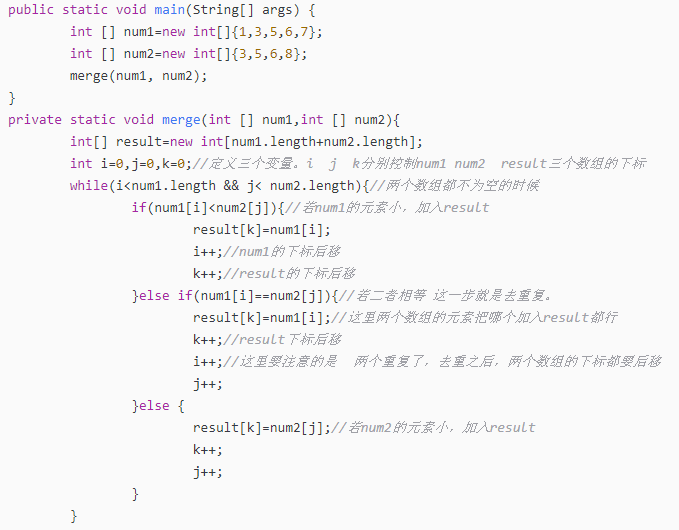 public static void main(String[] args) {
        int [] num1=new int[]{1,3,5,6,7};
        int [] num2=new int[]{3,5,6,8};
        merge(num1, num2);
}
private static void merge(int [] num1,int [] num2){
        int[] result=new int[num1.length+num2.length];
        int i=0,j=0,k=0;//定义三个变量。i  j  k分别控制num1 num2  result三个数组的下标
        while(i<num1.length && j< num2.length){//两个数组都不为空的时候
                if(num1[i]<num2[j]){//若num1的元素小，加入result
                        result[k]=num1[i];
                        i++;//num1的下标后移
                        k++;//result的下标后移
                }else if(num1[i]==num2[j]){//若二者相等 这一步就是去重复。
                        result[k]=num1[i];//这里两个数组的元素把哪个加入result都行
                        k++;//result下标后移
                        i++;//这里要注意的是  两个重复了，去重之后，两个数组的下标都要后移
                        j++;
                }else {
                        result[k]=num2[j];//若num2的元素小，加入result
                        k++;
                        j++;
                }
        }